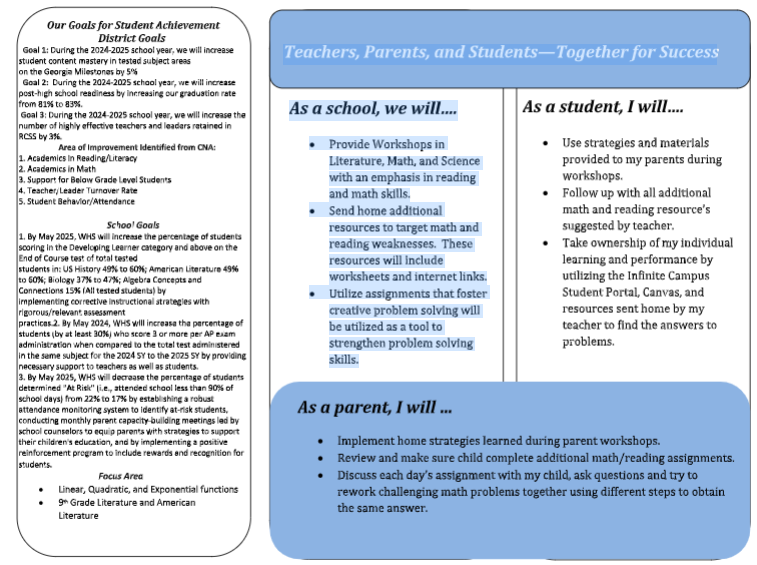 Our Goals for Student Achievement
District Goals
Goal 1: During the 2024-2025 school year, we will increase
student content mastery in tested subject areas
on the Georgia Milestones by 5%
Goal 2: During the 2024-2025 school year, we will increase
post-high school readiness by increasing our graduation rate
from 81% to 83%.
Goal 3: During the 2024-2025 school year, we will increase the
number of highly effective teachers and leaders retained in
RCSS by 3%.
Area of Improvement Identified from CNA:
1. Academics in Reading/Literacy
2. Academics in Math
3. Support for Below Grade Level Students
4. Teacher/Leader Turnover Rate
5. Student Behavior/Attendance
School Goals
1. By May 2025, WHS will increase the percentage of students
scoring in the Developing Learner category and above on the
End of Course test of total tested
students in: US History 49% to 60%; American Literature 49%
to 60%; Biology 37% to 47%; Algebra Concepts and
Connections 15% (All tested students) by
implementing corrective instructional strategies with
rigorous/relevant assessment
practices.2. By May 2024, WHS will increase the percentage of
students (by at least 30%) who score 3 or more per AP exam
administration when compared to the total test administered
in the same subject for the 2024 SY to the 2025 SY by providing
necessary support to teachers as well as students.
3. By May 2025, WHS will decrease the percentage of students
determined "At Risk" (i.e., attended school less than 90% of
school days) from 22% to 17% by establishing a robust
attendance monitoring system to identify at-risk students,
conducting monthly parent capacity-building meetings led by
school counselors to equip parents with strategies to support
their children's education, and by implementing a positive
reinforcement program to include rewards and recognition for
students.
Focus Area
• Linear, Quadratic, and Exponential functions
• 9th Grade Literature and American
Literature
Teachers, Parents, and Students—Together for Success
As a school, we will….
• Provide Workshops in
Literature, Math, and Science
with an emphasis in reading
and math skills.
• Send home additional
resources to target math and
reading weaknesses. These
resources will include
worksheets and internet links.
• Utilize assignments that foster
creative problem solving will
be utilized as a tool to
strengthen problem solving
skills.
As a student, I will….
• Use strategies and materials
provided to my parents during
workshops.
• Follow up with all additional
math and reading resource's
suggested by teacher.
• Take ownership of my individual
learning and performance by
utilizing the Infinite Campus
Student Portal, Canvas, and
resources sent home by my
teacher to find the answers to
problems.
As a parent, I will …
• Implement home strategies learned during parent workshops.
• Review and make sure child complete additional math/reading assignments.
• Discuss each day's assignment with my child, ask questions and try to
rework challenging math problems together using different steps to obtain
the same answer.